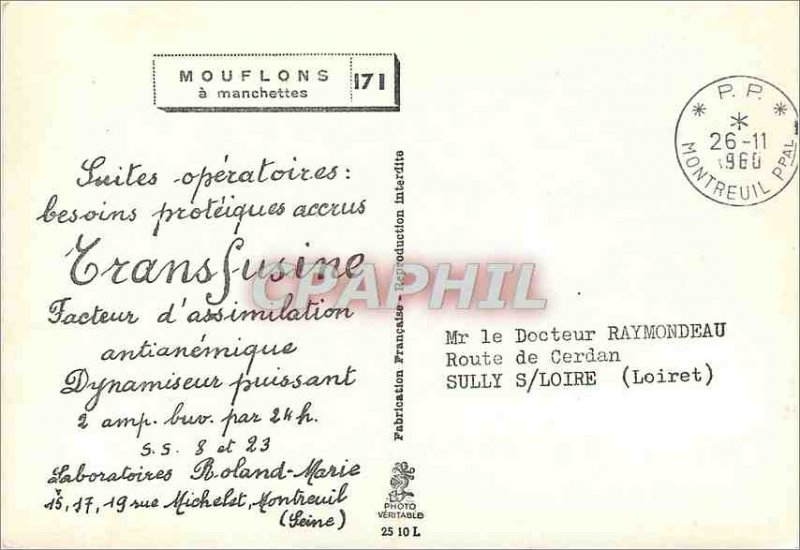 MOUFLONS
à manchettes
171
* P.P. *
*
26-11
1960
MONTREUIL PPAL
Suites opératoires:
besoins protéiques accrus
Transfusine
Facteur d'assimilation
antianémique
Dynamiseur puissant
2 amp. buv. par 24h.
S.S. 8 et 23
Laboratoires Roland-Marie
15, 17, 19 rue Michelet, Montreuil
(Seine)
Fabrication Française - Reproduction interdite
CPAPHIL
Mr le Docteur RAYMONDEAU
Route de Cerdan
SULLY S/LOIRE (Loiret)
PHOTO
VÉRITABLE
25 10 L